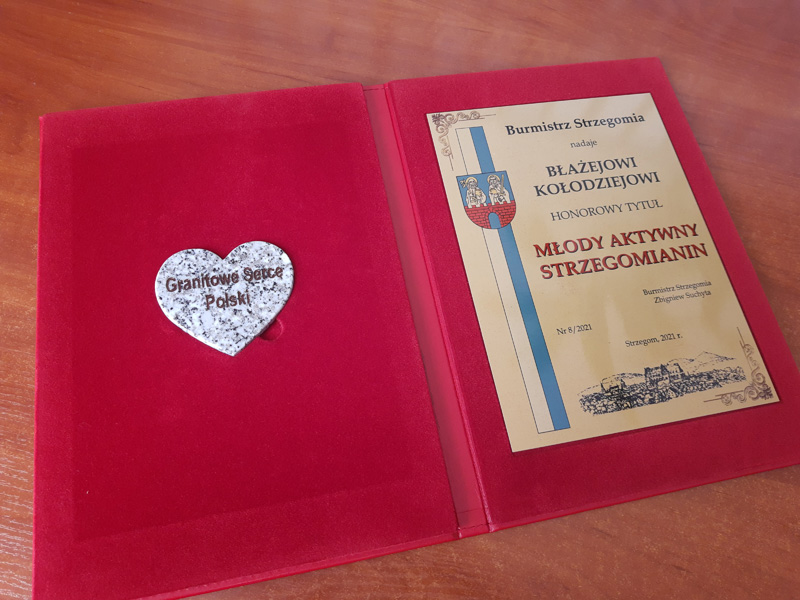 Granitowe Serce
Polski
Burmistrz Strzegomia
nadaje
BŁAŻEJOWI
KOŁODZIEJOWI
HONOROWY TYTUŁ
MŁODY AKTYWNY
STRZEGOMIANIN
Burmistrz Strzegomia
Zbigniew Suchyta
Nr 8/2021
Strzegom, 2021 r.